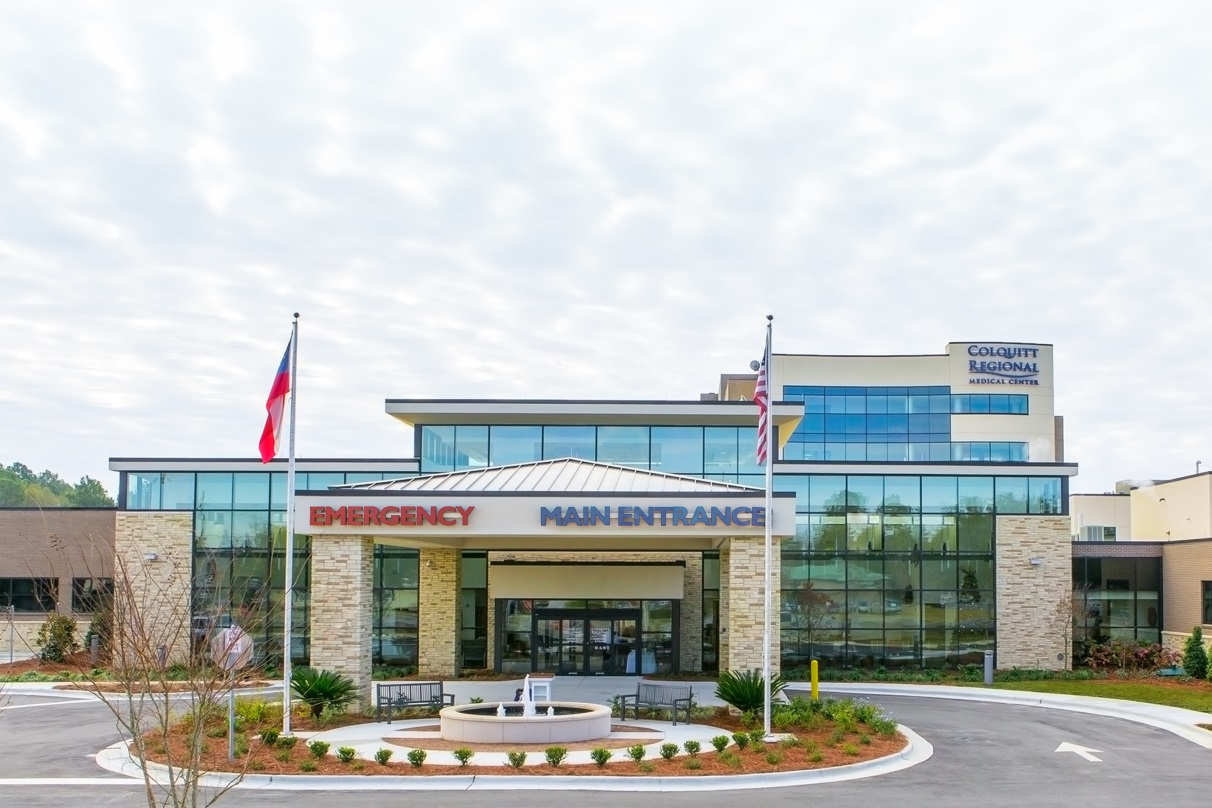 COLQUITT
REGIONAL
MEDICAL CENTER
EMERGENCY MAIN ENTRANCE